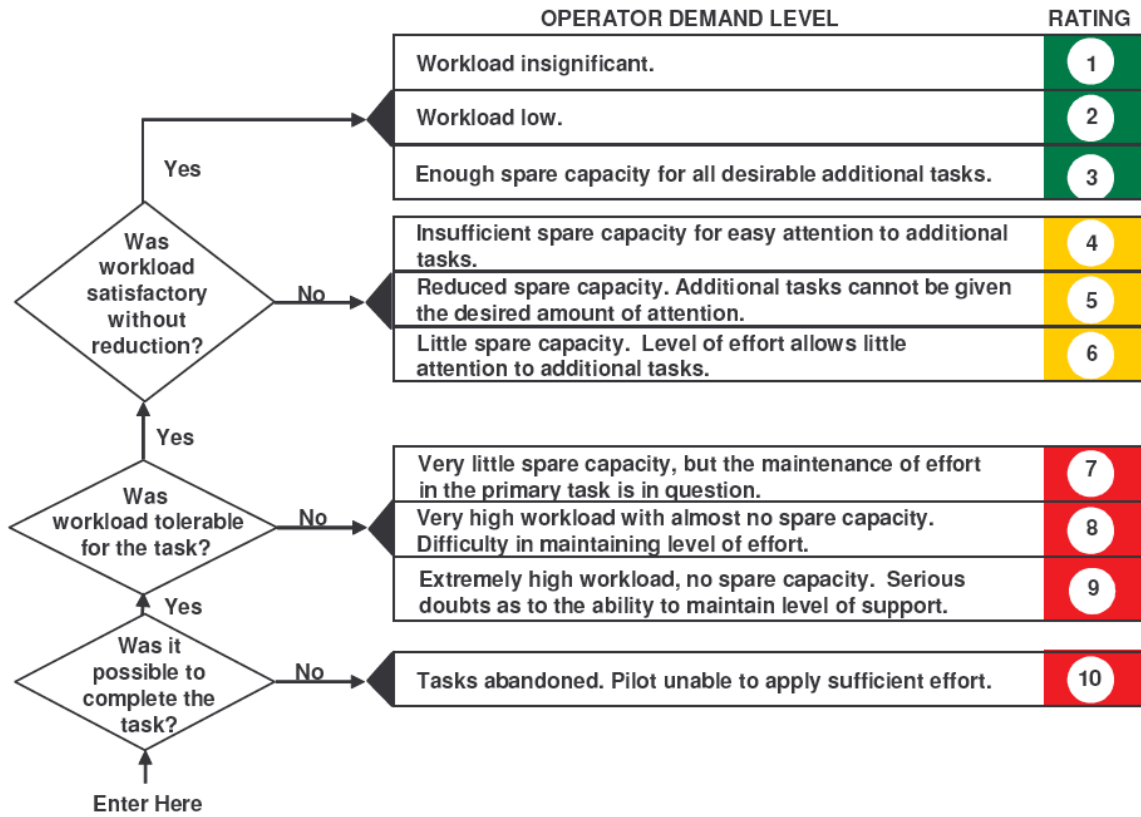 OPERATOR DEMAND LEVEL RATING
Workload insignificant. 1
Workload low. 2
Yes
Enough spare capacity for all desirable additional tasks. 3
Was
workload
satisfactory
without
reduction?
No
Insufficient spare capacity for easy attention to additional
tasks.
4
Reduced spare capacity. Additional tasks cannot be given
the desired amount of attention.
5
Little spare capacity. Level of effort allows little
attention to additional tasks.
6
Yes
Was
workload tolerable
for the task?
No
Very little spare capacity, but the maintenance of effort
in the primary task is in question.
7
Very high workload with almost no spare capacity.
Difficulty in maintaining level of effort.
8
Extremely high workload, no spare capacity. Serious
doubts as to the ability to maintain level of support.
9
Yes
Was it
possible to
complete the
task?
No
Tasks abandoned. Pilot unable to apply sufficient effort. 10
Enter Here